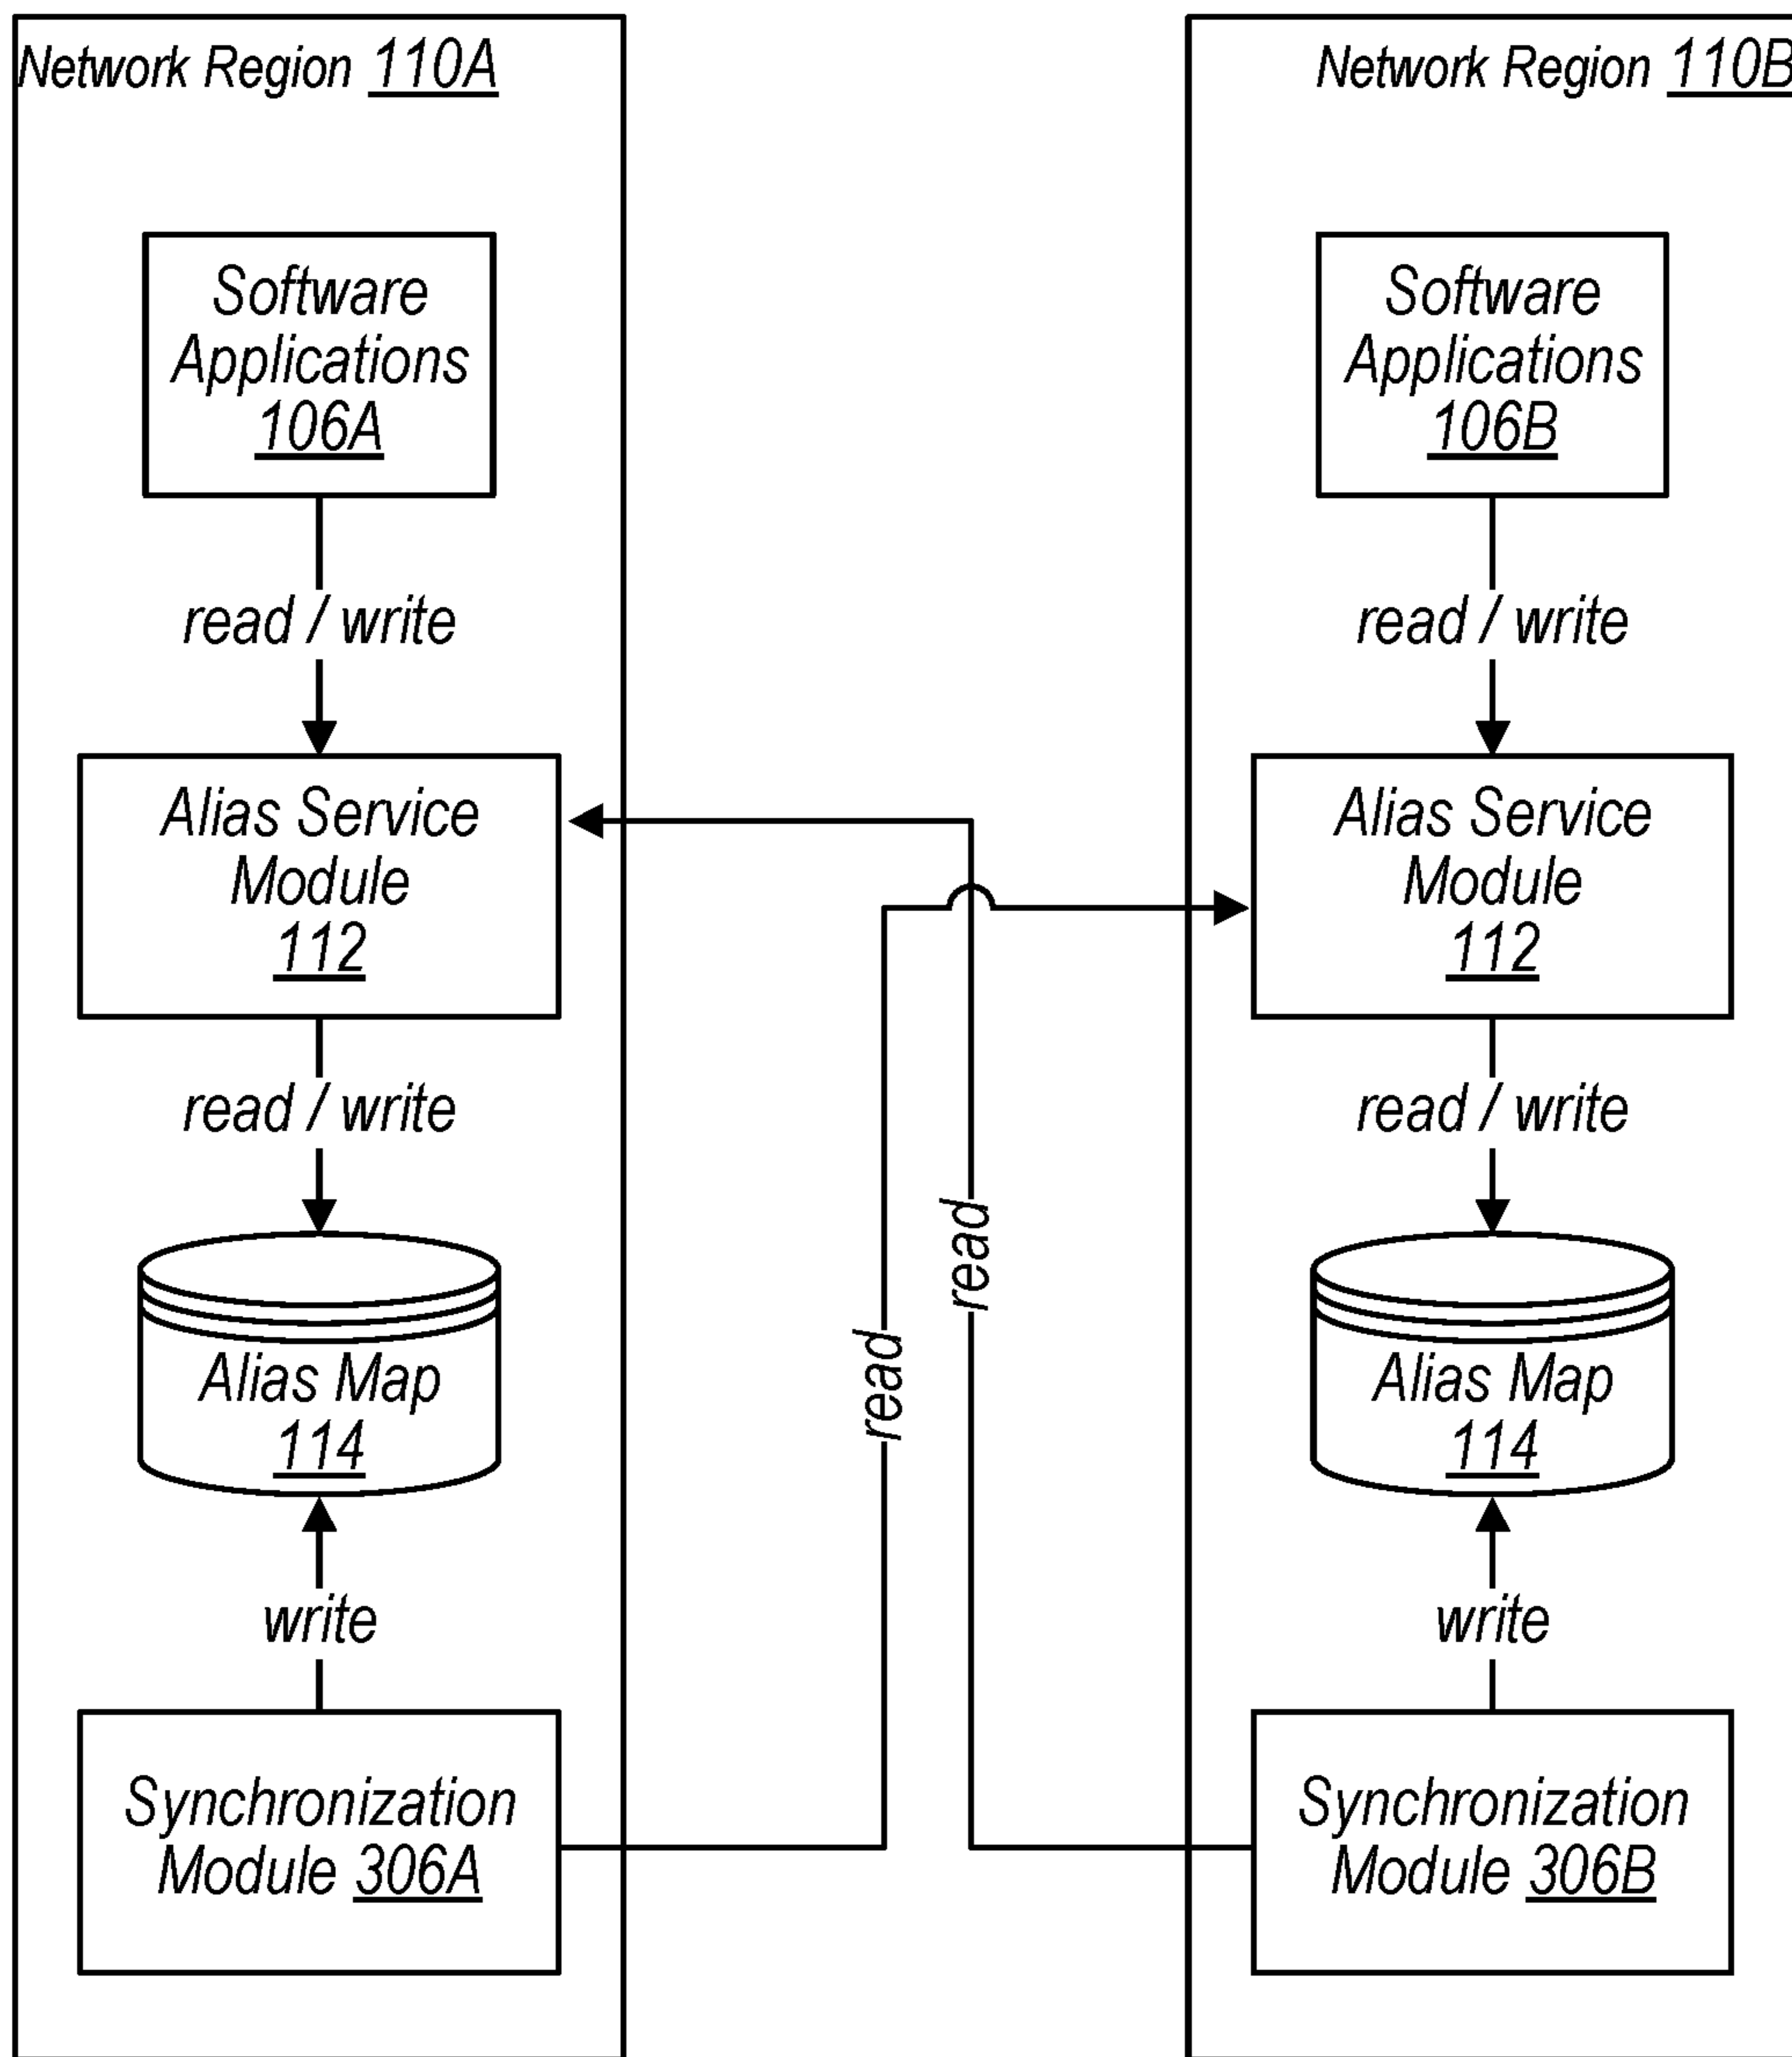 Network Region 110A
Software
Applications
106A
read / write
Alias Service
Module
112
read / write
Alias Map
114
write
Synchronization
Module 306A
read
read
Network Region 110B
Software
Applications
106B
read / write
Alias Service
Module
112
read / write
Alias Map
114
write
Synchronization
Module 306B